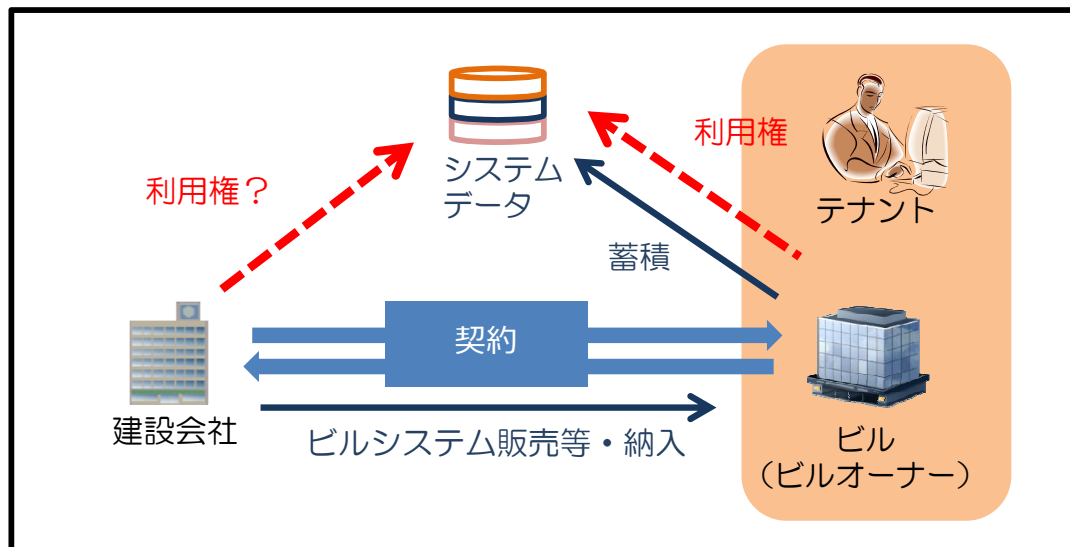 利用権
利用権？
システム
データ
テナント
蓄積
契約
建設会社
ビルシステム販売等・納入
ビル
（ビルオーナー）